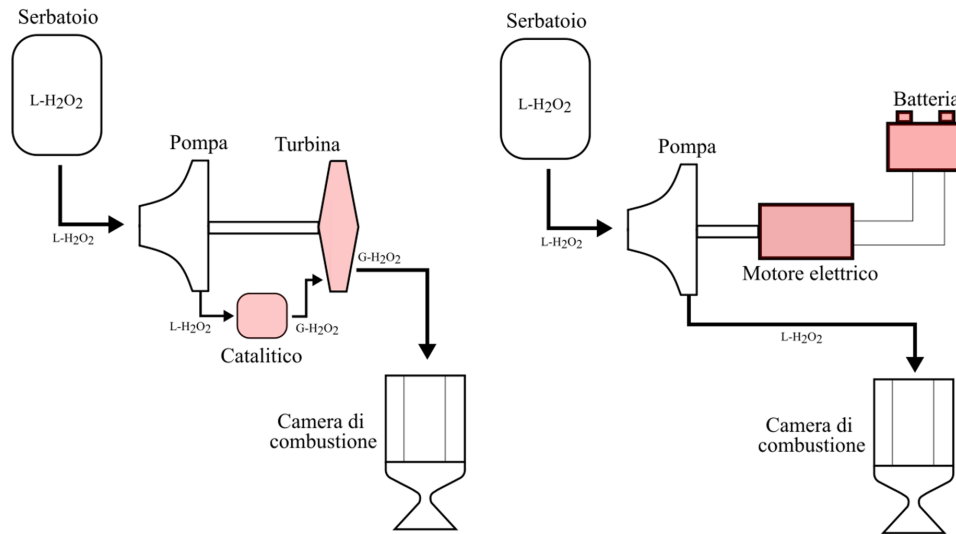 Serbatoio
L-H2O2
Pompa
Turbina
L-H2O2
G-H2O2
L-H2O2
G-H2O2
Catalitico
Camera di
combustione
Serbatoio
L-H2O2
Batteria
Pompa
L-H2O2
Motore elettrico
L-H2O2
Camera di
combustione